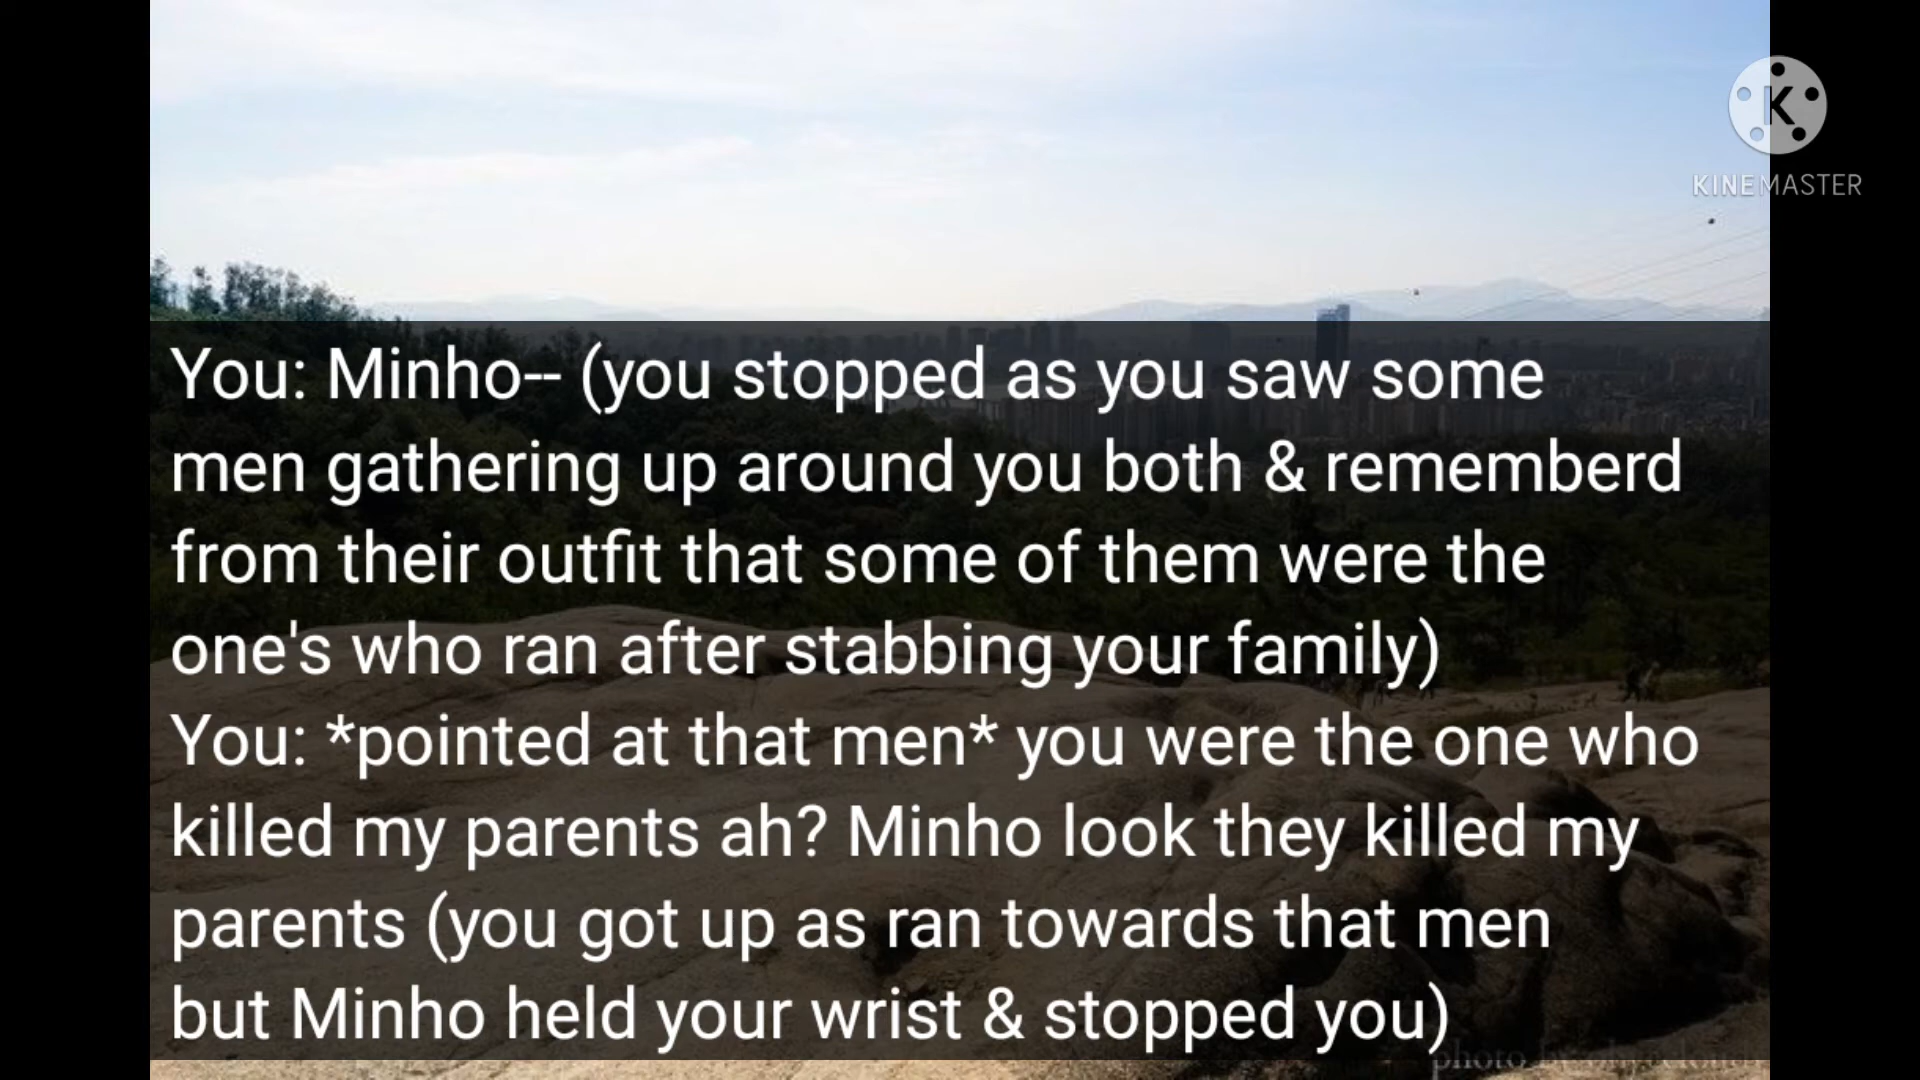 K
KINEMASTER
You: Minho-- (you stopped as you saw some
men gathering up around you both & rememberd
from their outfit that some of them were the
one's who ran after stabbing your family)
You: *pointed at that men* you were the one who
killed my parents ah? Minho look they killed my
parents (you got up as ran towards that men
but Minho held your wrist & stopped you)
photo by